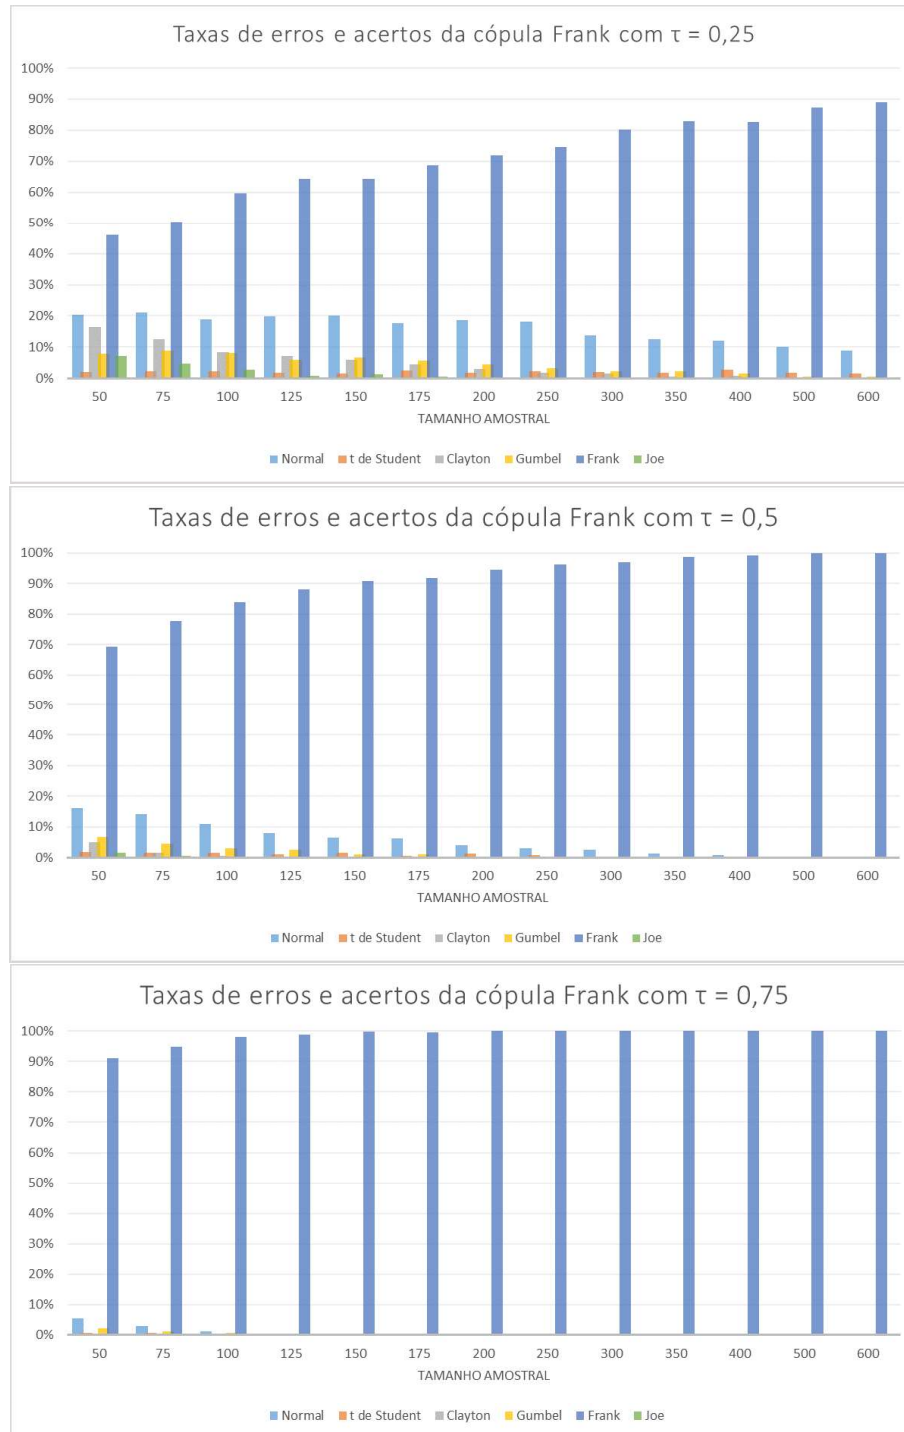 Taxas de erros e acertos da cópula Frank com τ = 0,25
100%
90%
80%
70%
60%
50%
40%
30%
20%
10%
0%
50 75 100 125 150 175 200 250 300 350 400 500 600
TAMANHO AMOSTRAL
Normal t de Student Clayton Gumbel Frank Joe
Taxas de erros e acertos da cópula Frank com τ = 0,5
100%
90%
80%
70%
60%
50%
40%
30%
20%
10%
0%
50 75 100 125 150 175 200 250 300 350 400 500 600
TAMANHO AMOSTRAL
Normal t de Student Clayton Gumbel Frank Joe
Taxas de erros e acertos da cópula Frank com τ = 0,75
100%
90%
80%
70%
60%
50%
40%
30%
20%
10%
0%
50 75 100 125 150 175 200 250 300 350 400 500 600
TAMANHO AMOSTRAL
Normal t de Student Clayton Gumbel Frank Joe